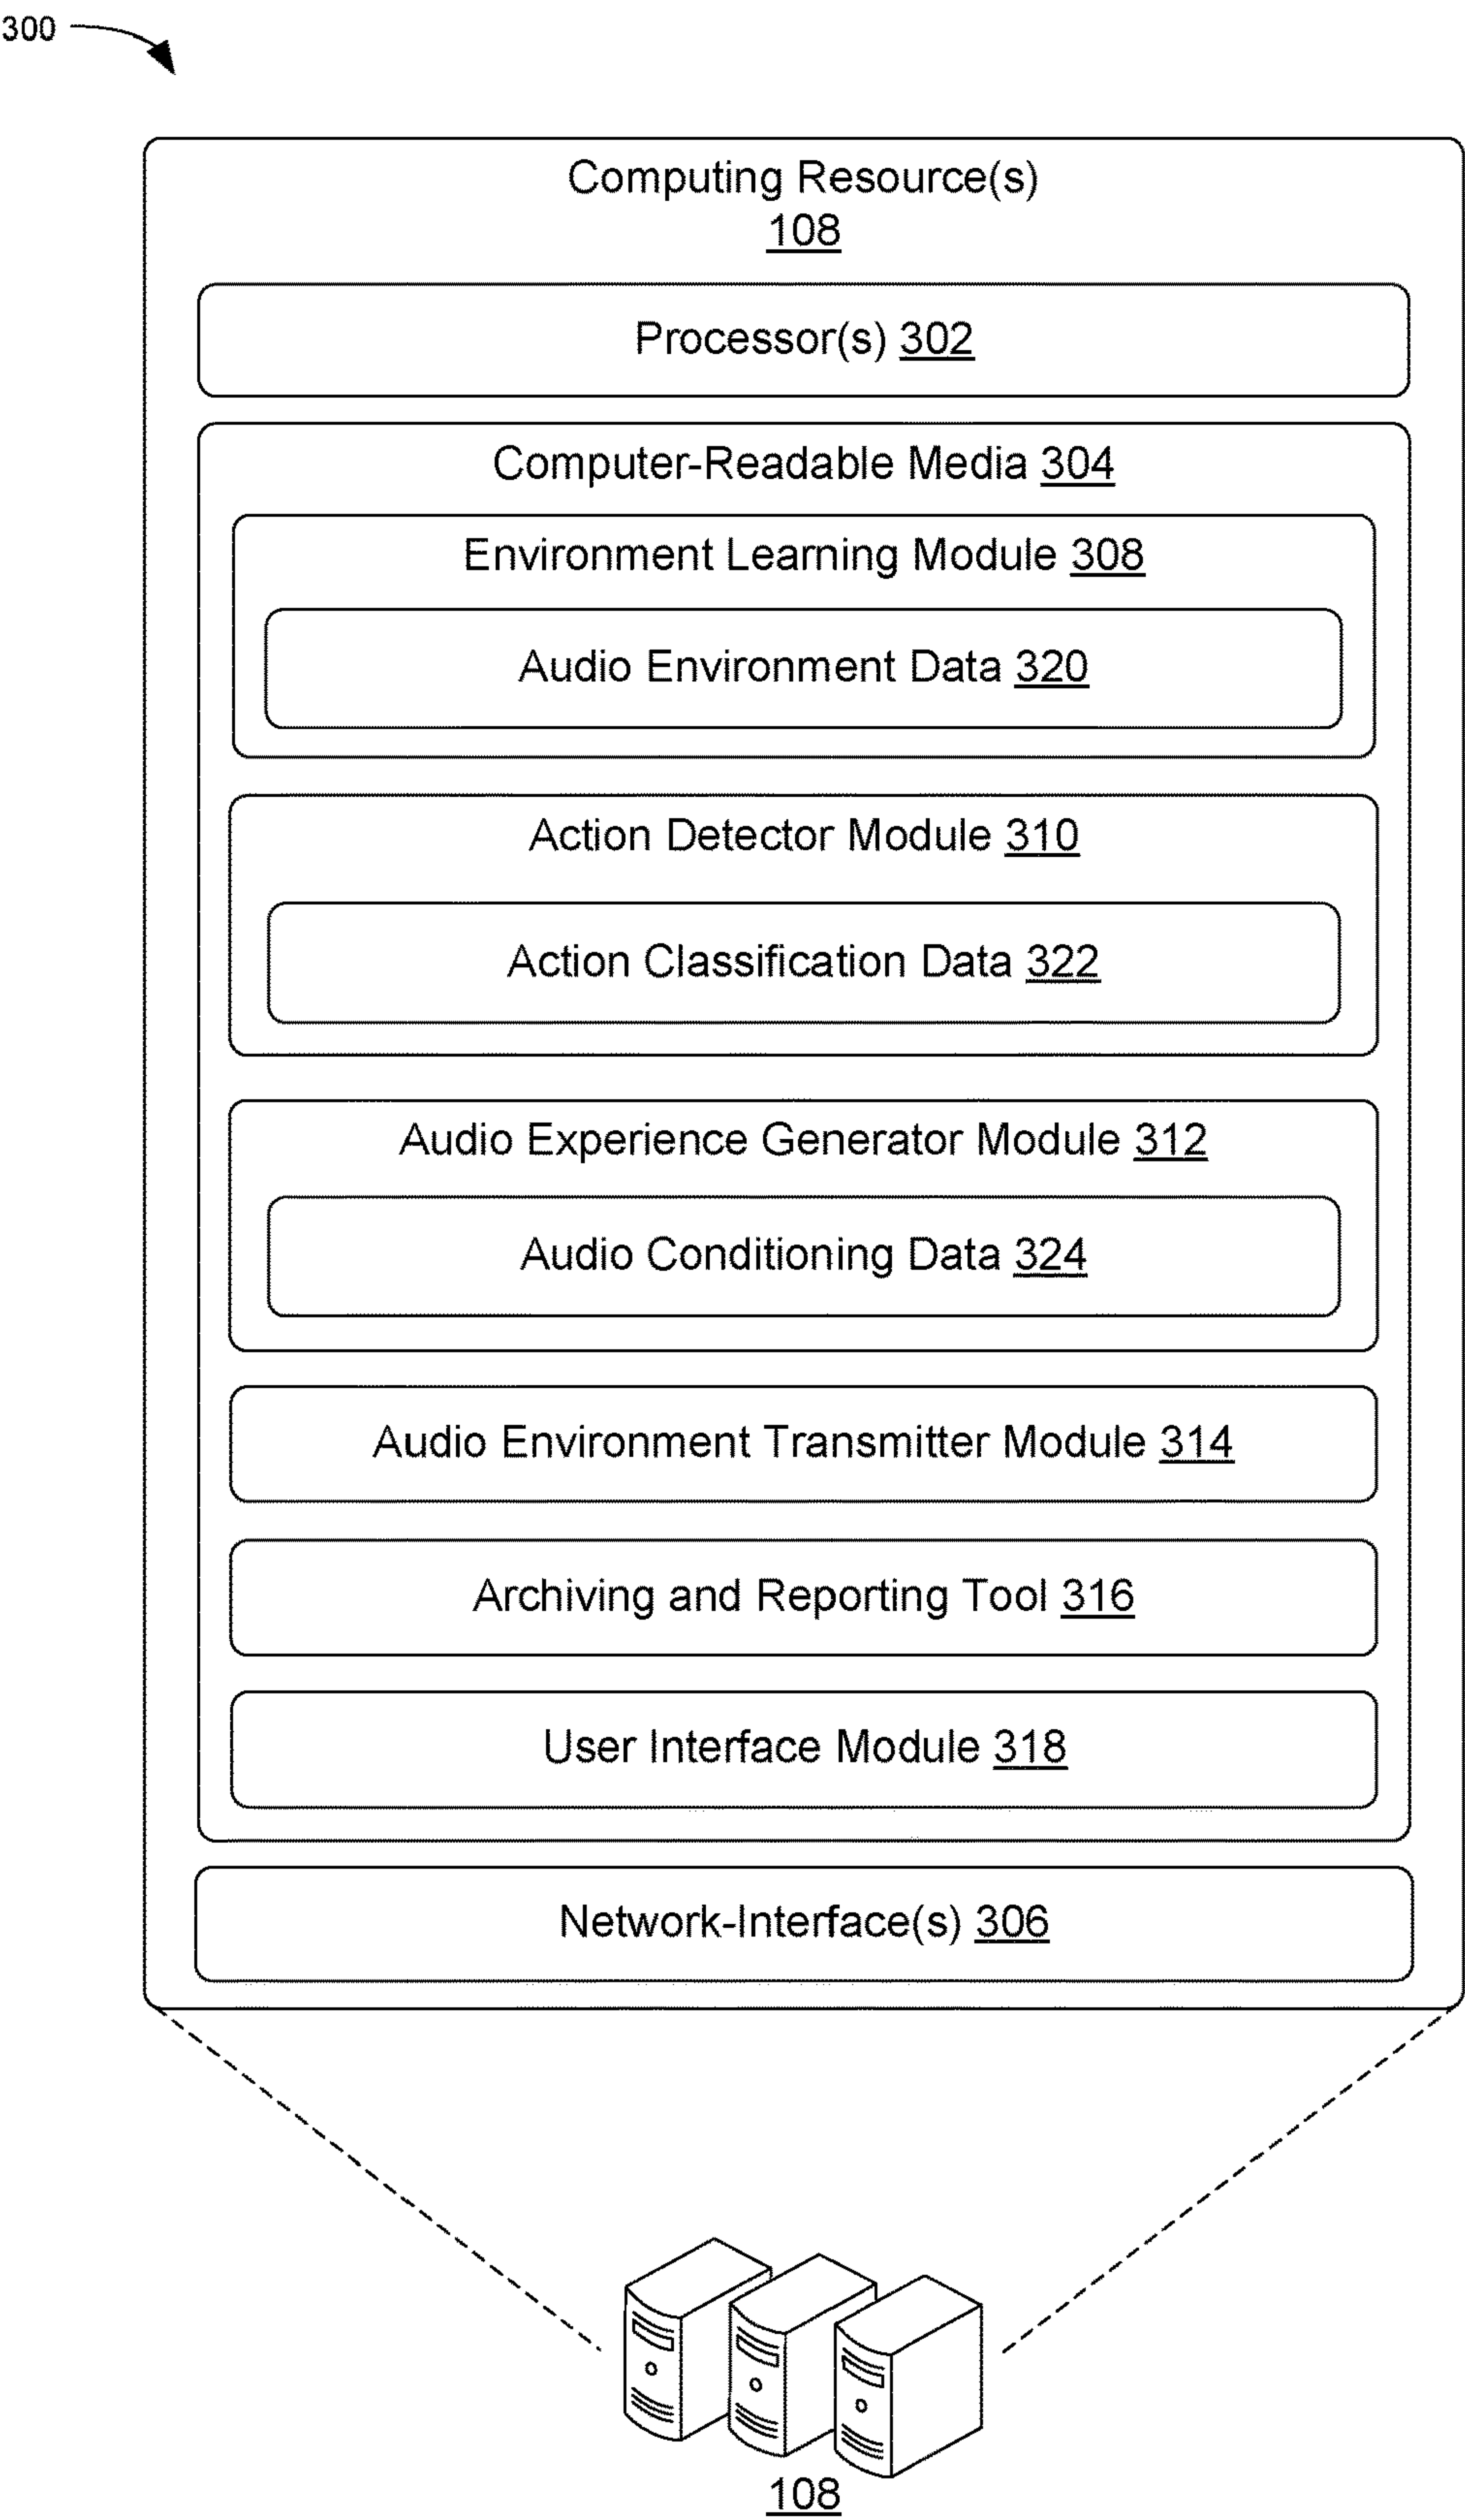 300
Computing Resource(s)
108
Processor(s) 302
Computer-Readable Media 304
Environment Learning Module 308
Audio Environment Data 320
Action Detector Module 310
Action Classification Data 322
Audio Experience Generator Module 312
Audio Conditioning Data 324
Audio Environment Transmitter Module 314
Archiving and Reporting Tool 316
User Interface Module 318
Network-Interface(s) 306
108